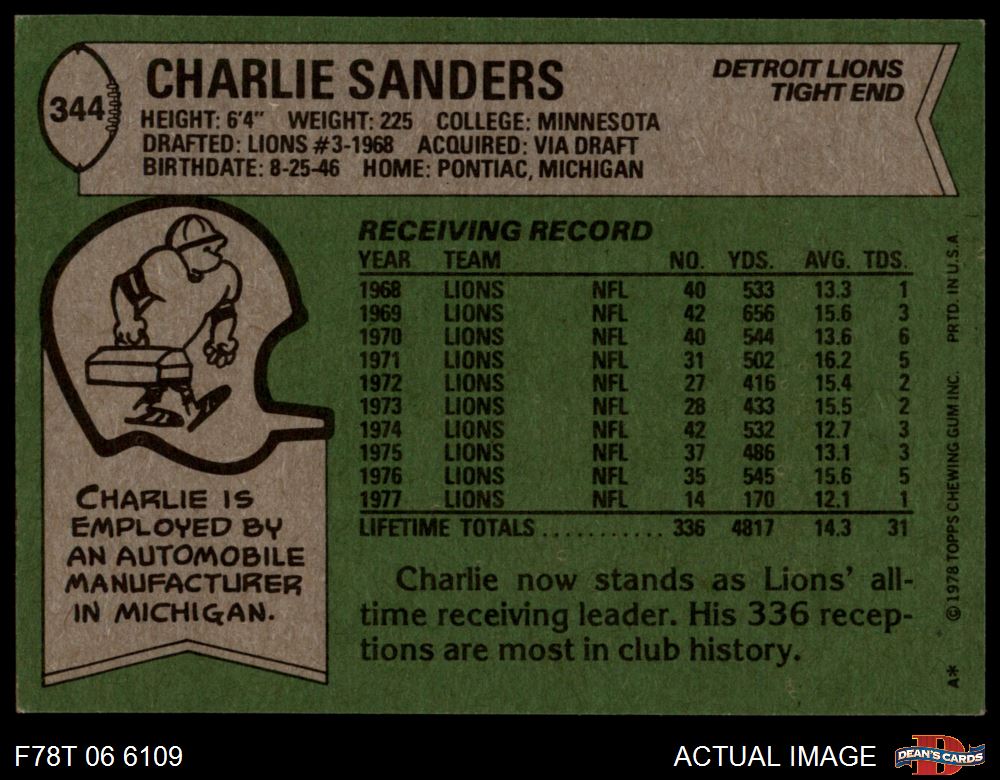 344
CHARLIE SANDERS
DETROIT LIONS
TIGHT END
HEIGHT: 6'4" WEIGHT: 225 COLLEGE: MINNESOTA
DRAFTED: LIONS #3-1968 ACQUIRED: VIA DRAFT
BIRTHDATE: 8-25-46 HOME: PONTIAC, MICHIGAN
RECEIVING RECORD
YEAR TEAM NO. YDS. AVG. TDS.
1968 LIONS NFL 40 533 13.3 1
1969 LIONS NFL 42 656 15.6 3
1970 LIONS NFL 40 544 13.6 6
1971 LIONS NFL 31 502 16.2 5
1972 LIONS NFL 27 416 15.4 2
1973 LIONS NFL 28 433 15.5 2
1974 LIONS NFL 42 532 12.7 3
1975 LIONS NFL 37 486 13.1 3
1976 LIONS NFL 35 545 15.6 5
1977 LIONS NFL 14 170 12.1 1
LIFETIME TOTALS ........... 336 4817 14.3 31
CHARLIE IS
EMPLOYED BY
AN AUTOMOBILE
MANUFACTURER
IN MICHIGAN.
Charlie now stands as Lions' all-
time receiving leader. His 336 recep-
tions are most in club history.
A* ©1978 TOPPS CHEWING GUM INC. PRTD. IN U.S.A.
F78T 06 6109
ACTUAL IMAGE
D
DEAN'S CARDS